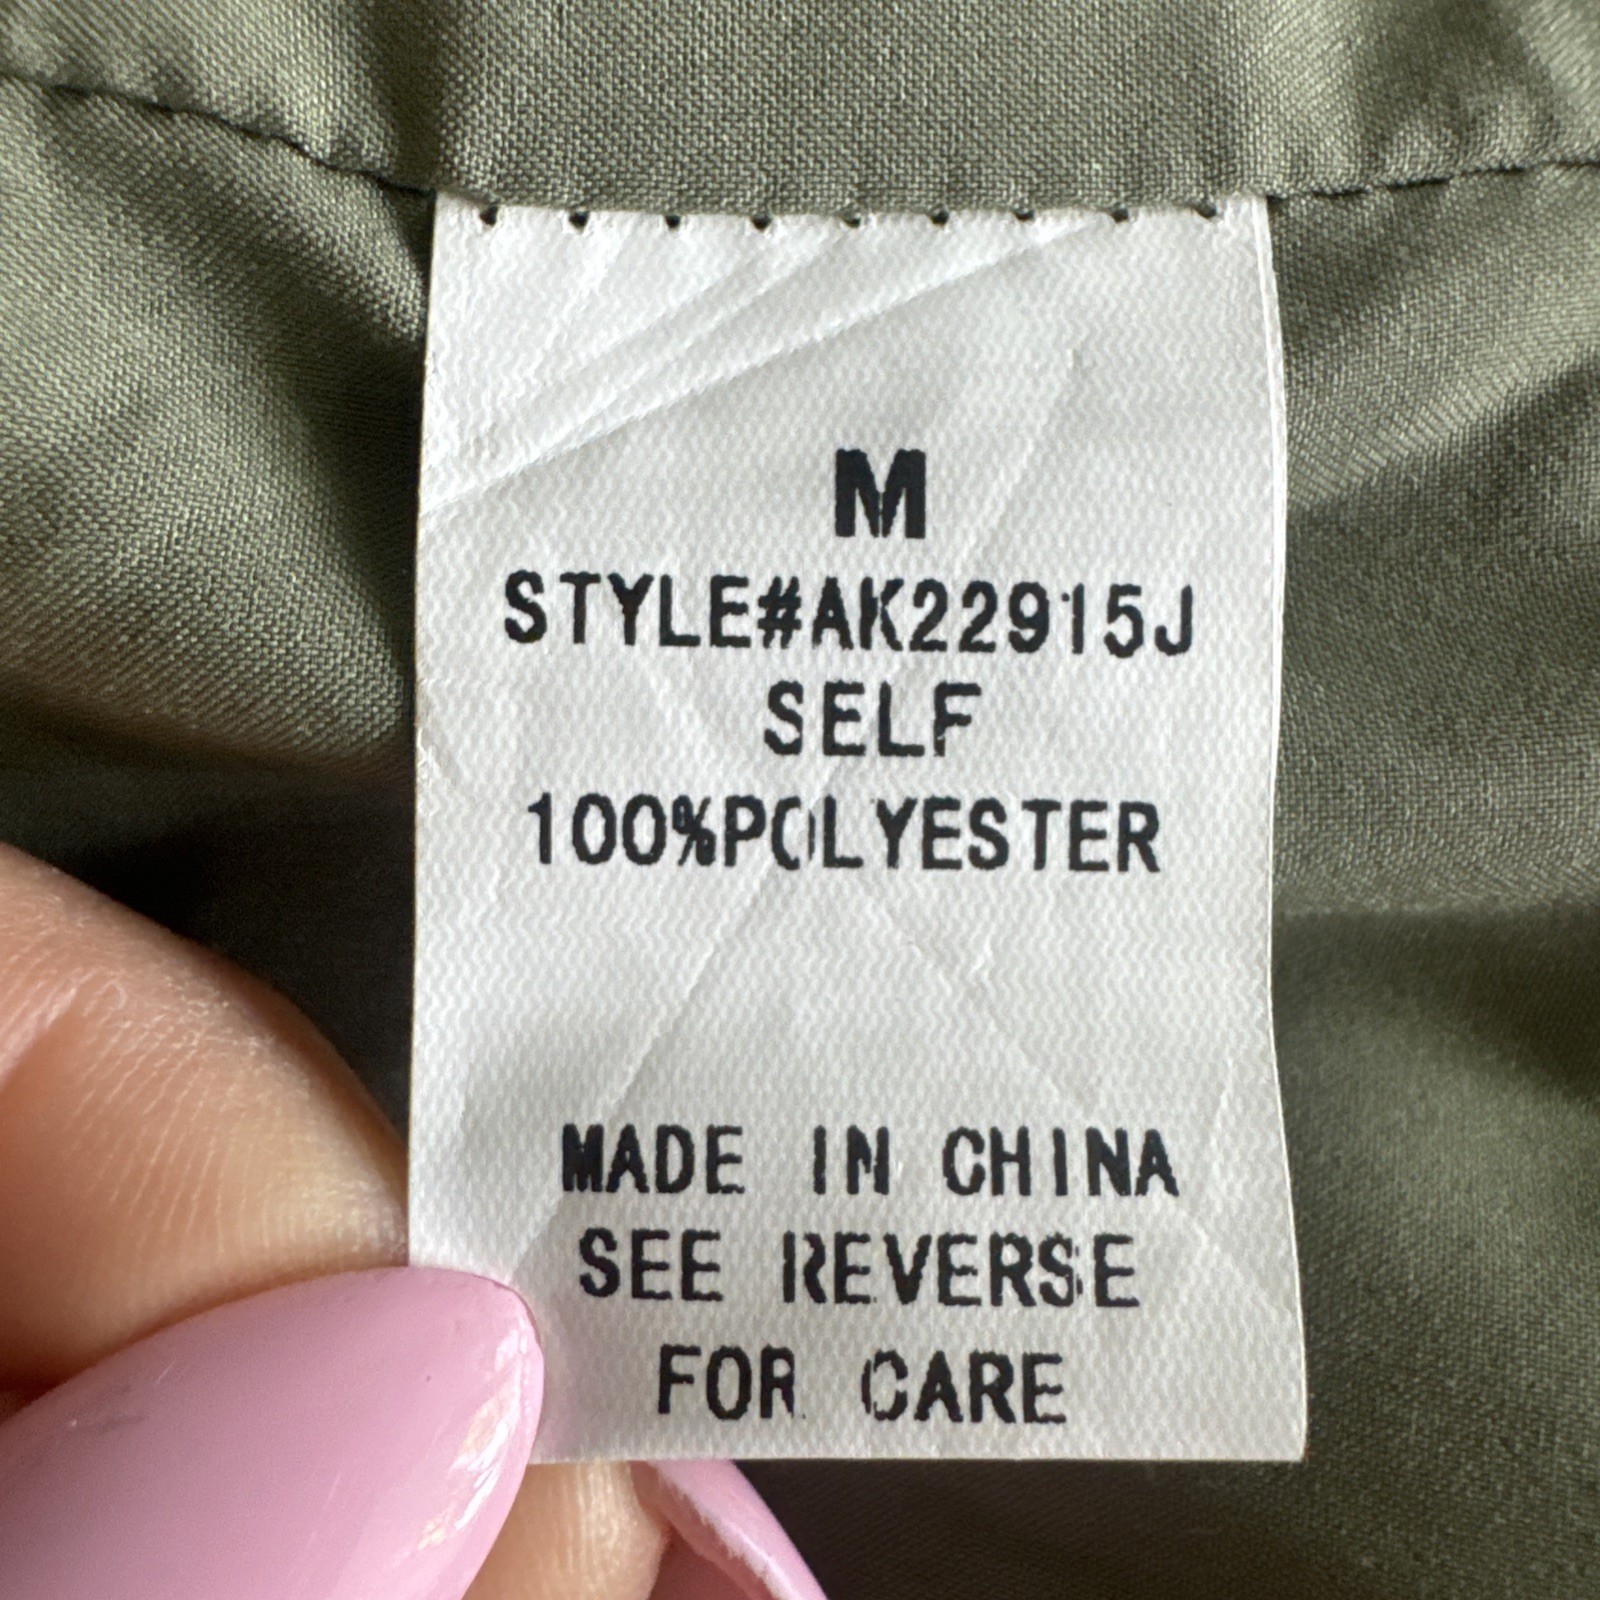 M
STYLE#AK22915J
SELF
100%POLYESTER
MADE IN CHINA
SEE REVERSE
FOR CARE